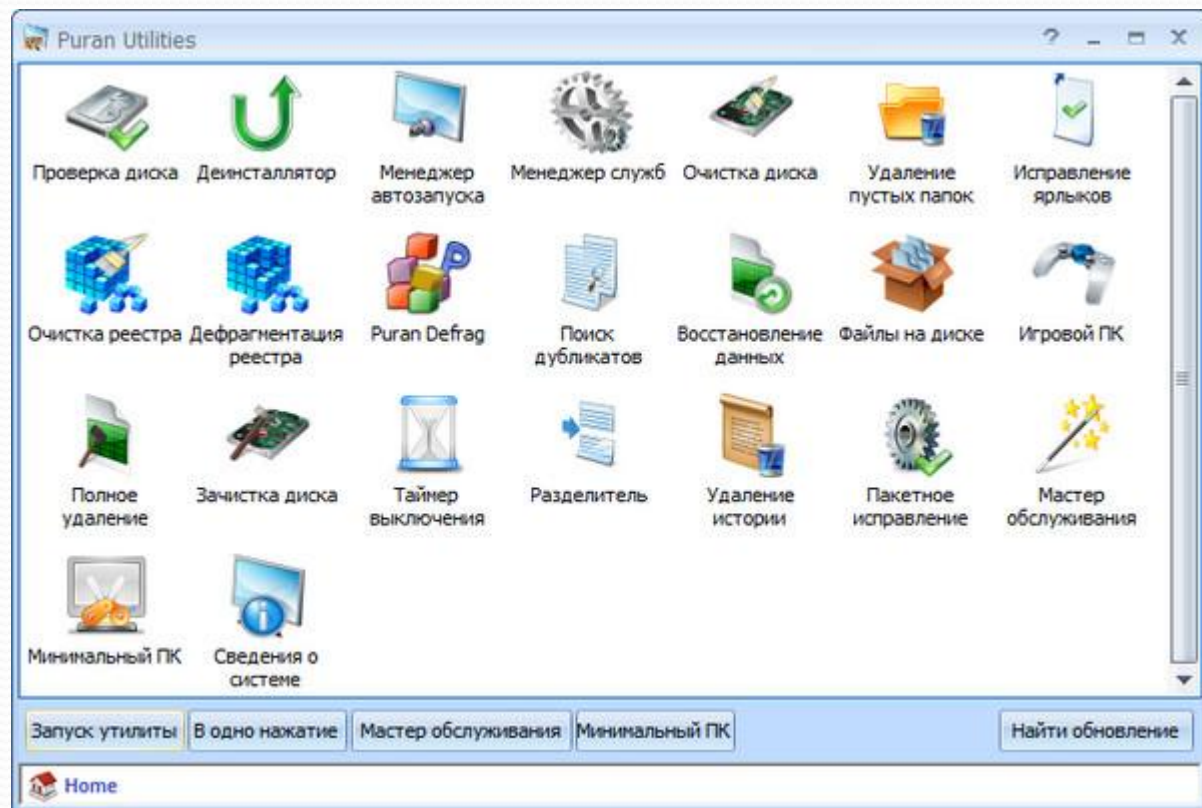 Puran Utilities
Проверка диска
Деинсталлятор
Менеджер
автозапуска
Менеджер служб
Очистка диска
Удаление
пустых папок
Исправление
ярлыков
Очистка реестра
Дефрагментация
реестра
Puran Defrag
Поиск
дубликатов
Восстановление
данных
Файлы на диске
Игровой ПК
Полное
удаление
Зачистка диска
Таймер
выключения
Разделитель
Удаление
истории
Пакетное
исправление
Мастер
обслуживания
Минимальный ПК
Сведения о
системе
Запуск утилиты
В одно нажатие
Мастер обслуживания
Минимальный ПК
Найти обновление
Home